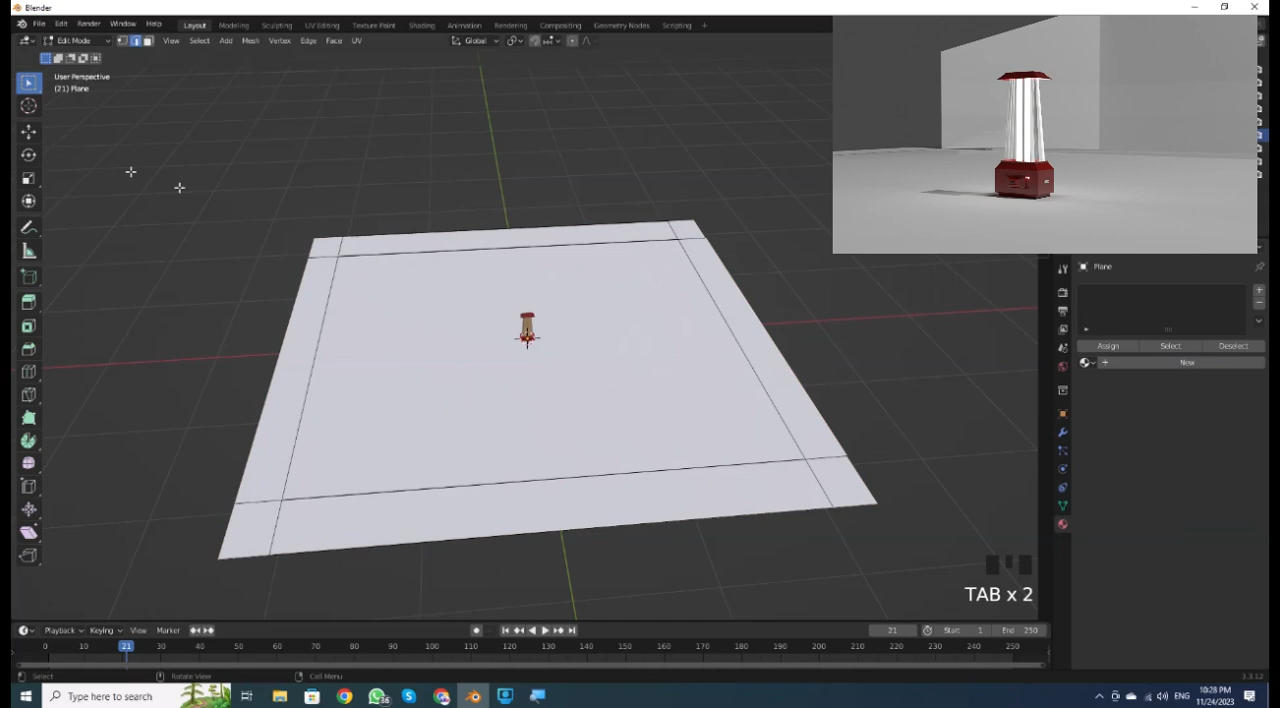 Blender
File Edit Render Window Help Layout Modeling Sculpting UV Editing Texture Paint Shading Animation Rendering Compositing Geometry Nodes Scripting +
Edit Mode View Select Add Mesh Vertex Edge Face UV Global
User Perspective
(21) Plane
Plane
Assign Select Deselect
New
TAB x 2
Playback Keying View Marker 21 Start 1 End 250
0 10 21 30 40 50 60 70 80 90 100 110 120 130 140 150 160 170 180 190 200 210 220 230 240 250
Select Rotate View Call Menu 3.3.12
Type here to search 36 ENG 10:28 PM
11/24/2023